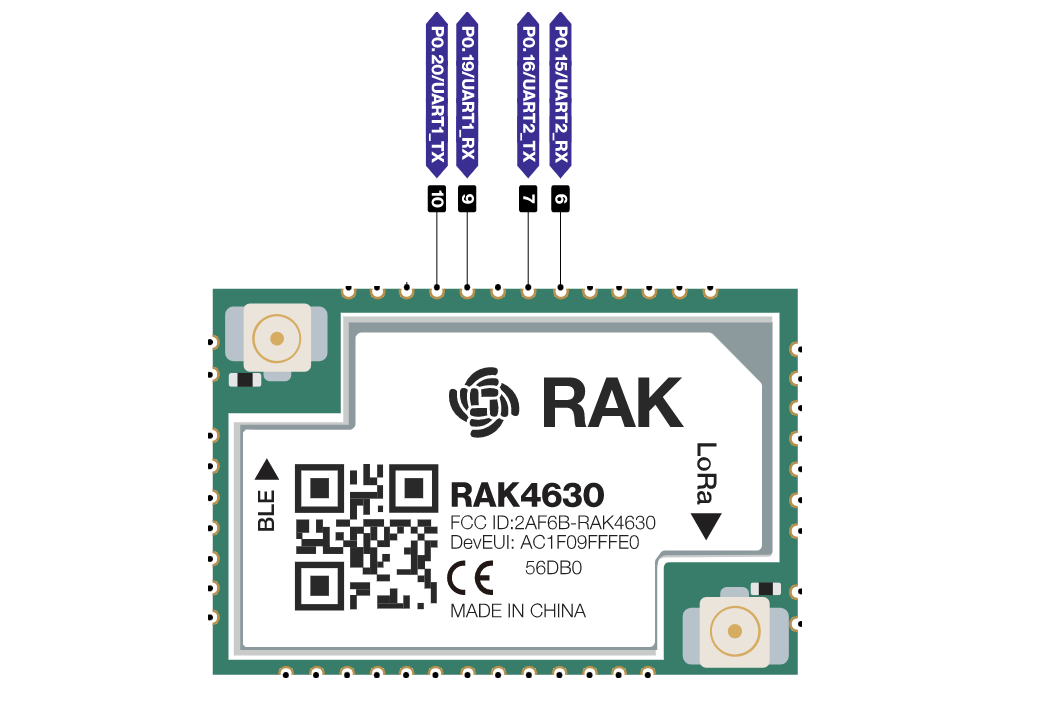 P0.20/UART1_TX
P0.19/UART1_RX
P0.16/UART2_TX
P0.15/UART2_RX
10
9
7
6
RAK
LoRa
BLE
RAK4630
FCC ID:2AF6B-RAK4630
DevEUI: AC1F09FFFE0
56DB0
CE
MADE IN CHINA